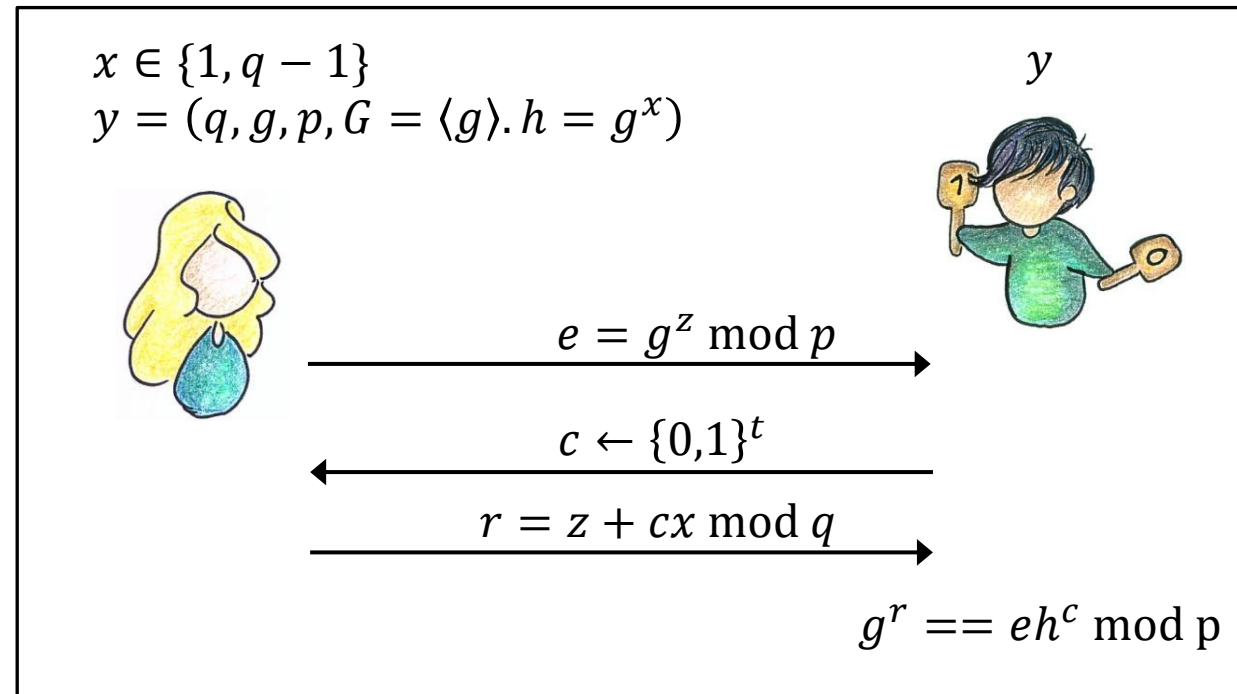 x ∈ {1, q − 1}
y
y = (q, g, p, G = ⟨g⟩. h = g^x)
1
0
e = g^z mod p
c ← {0,1}^t
r = z + cx mod q
g^r == eh^c mod p